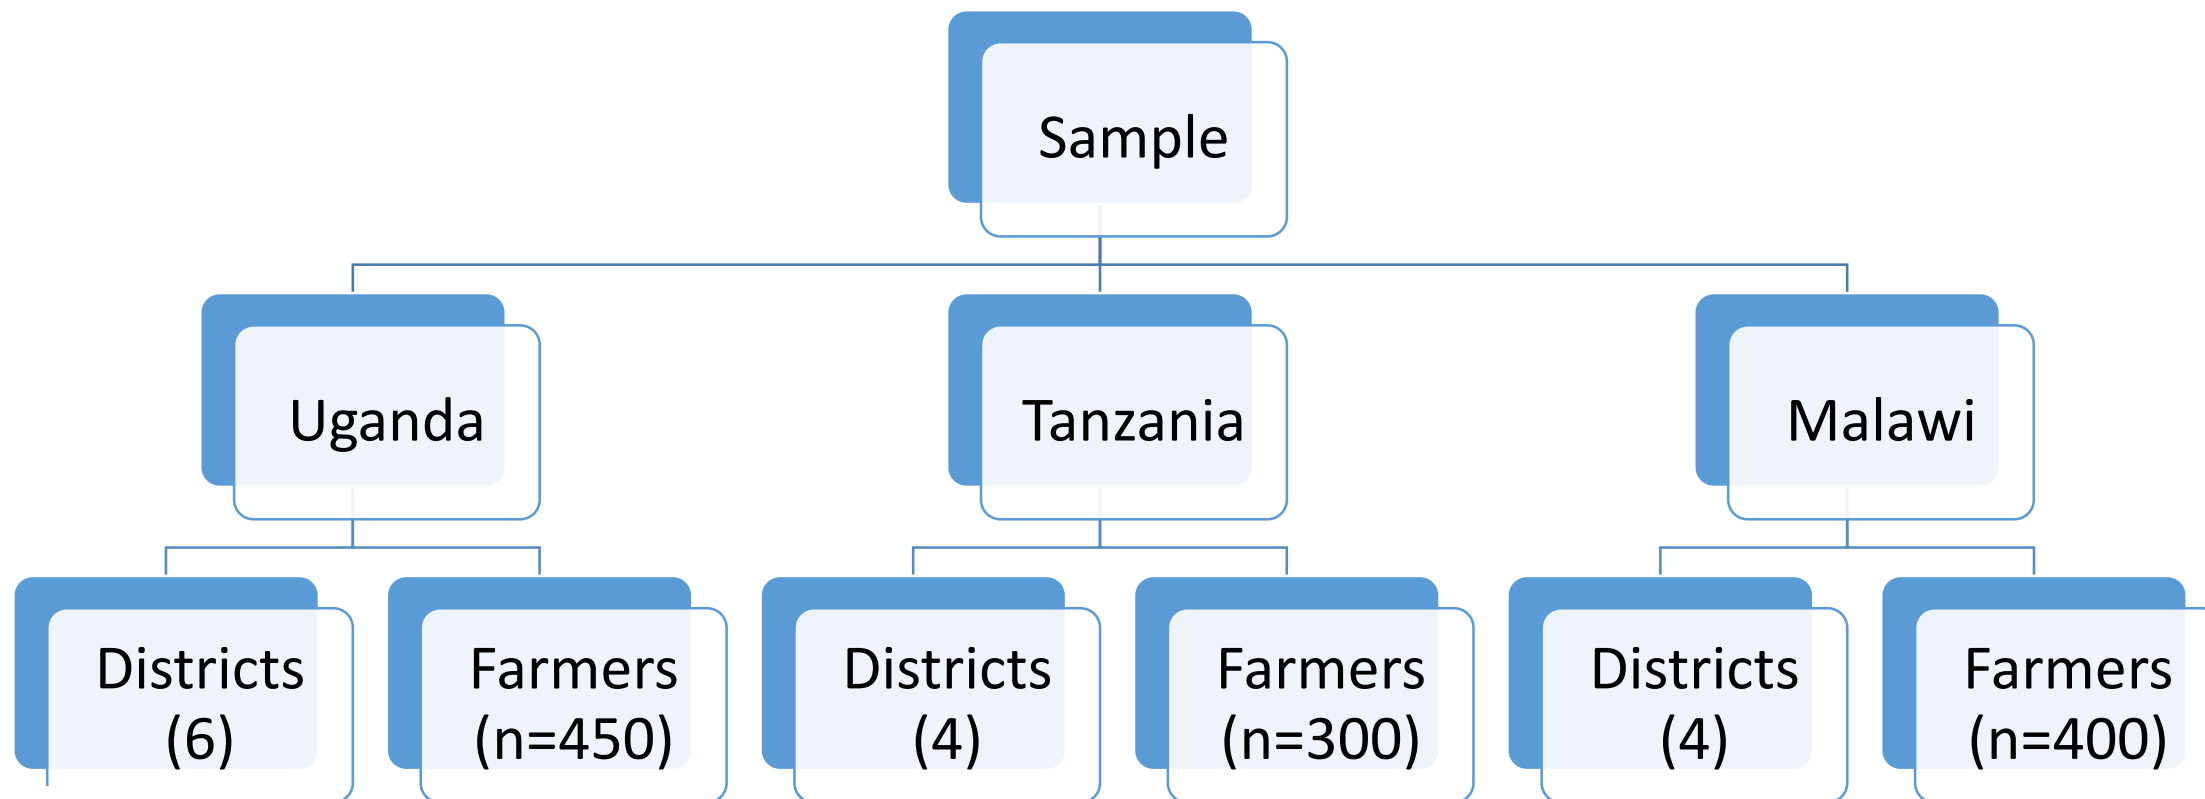 Sample
Uganda
Tanzania
Malawi
Districts
(6)
Farmers
(n=450)
Districts
(4)
Farmers
(n=300)
Districts
(4)
Farmers
(n=400)